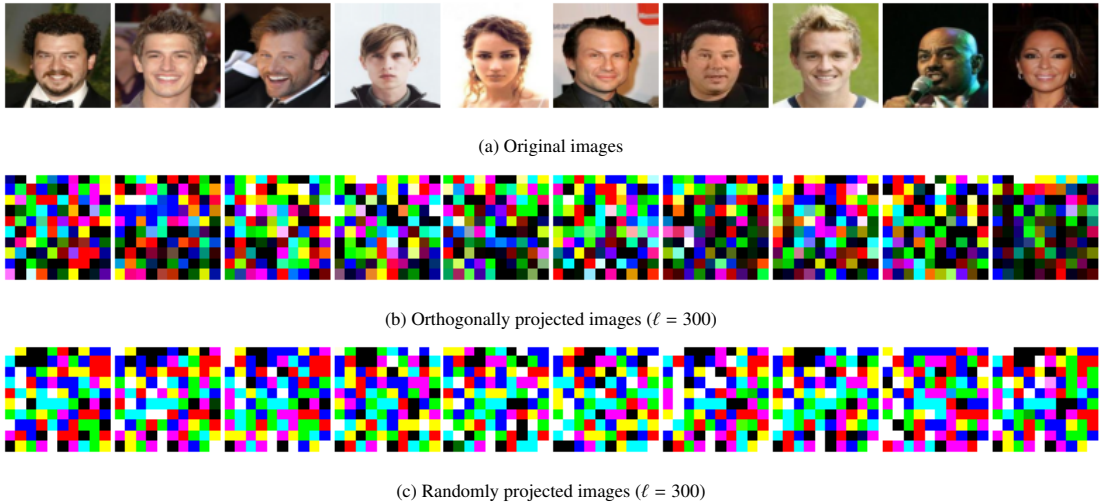 (a) Original images
(b) Orthogonally projected images (ℓ = 300)
(c) Randomly projected images (ℓ = 300)